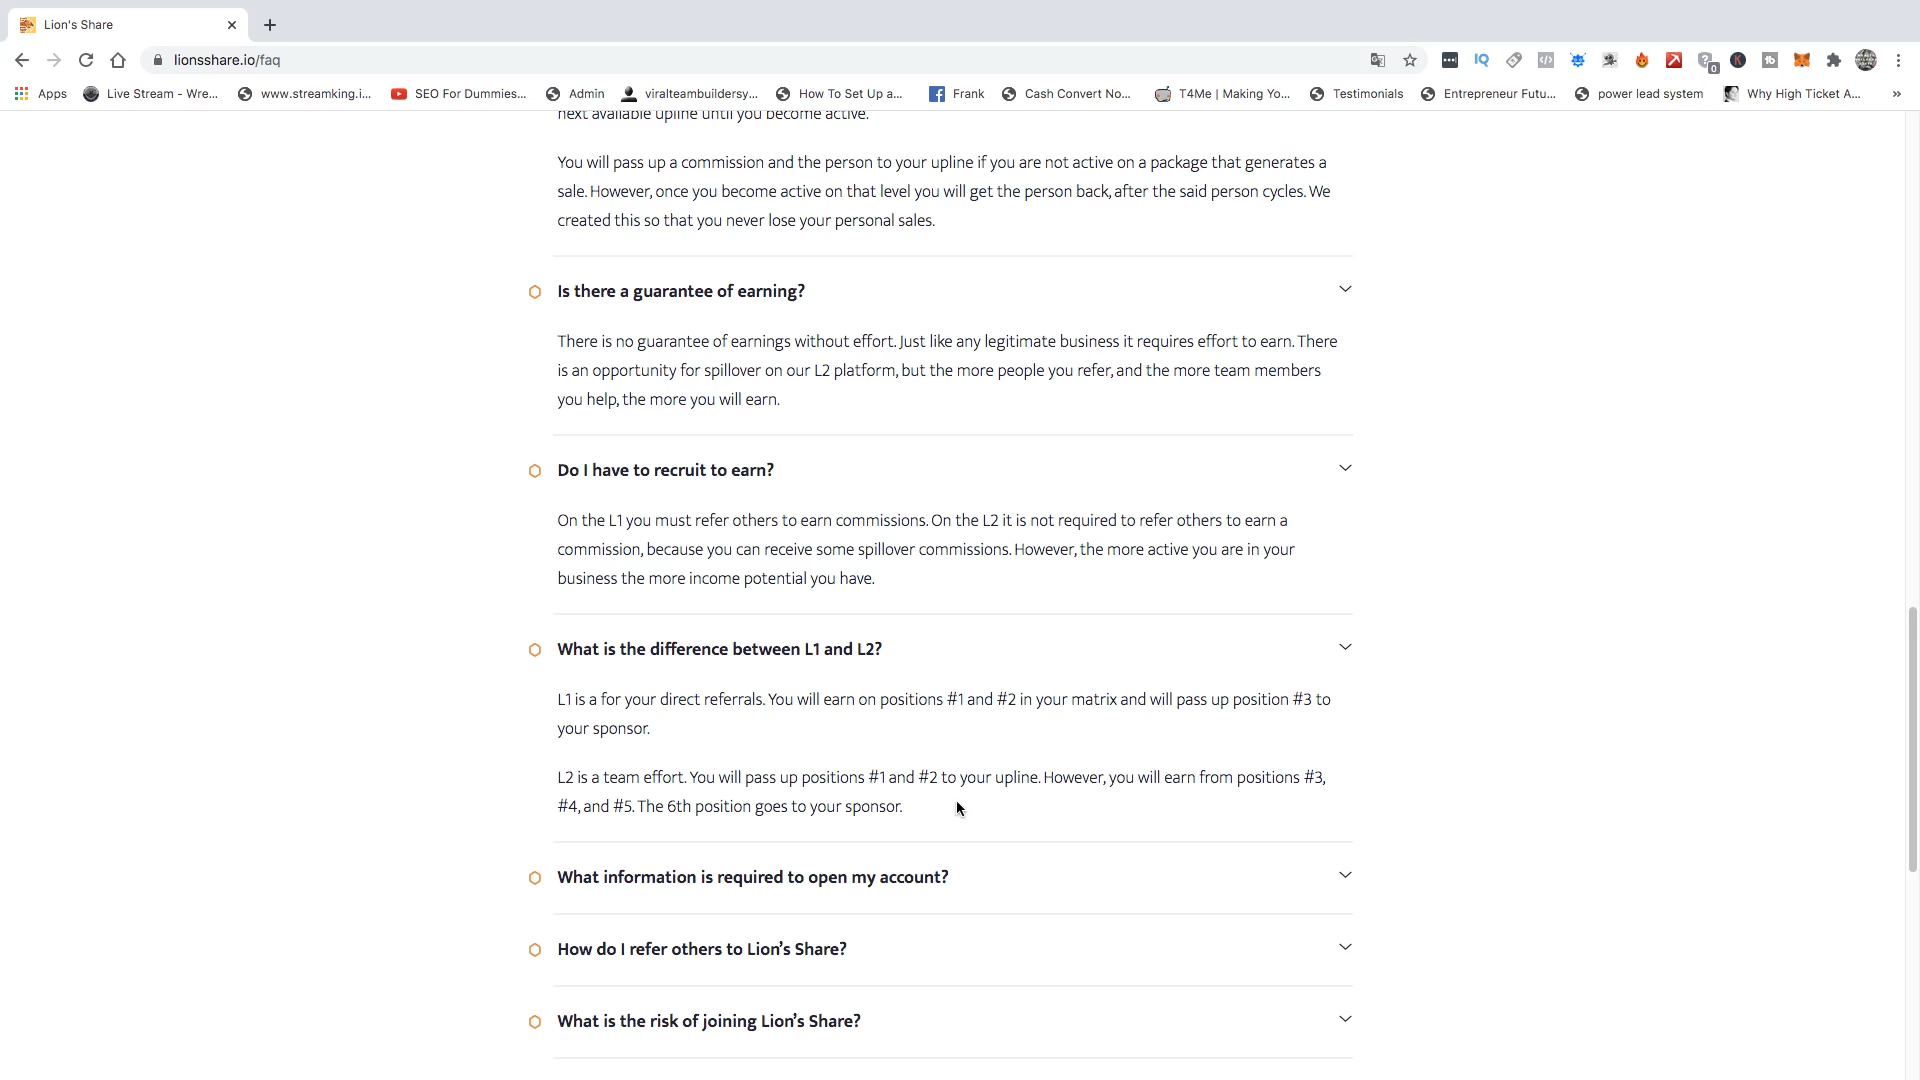 Lion's Share
lionsshare.io/faq
IQ
0
K
tb
Apps
Live Stream - Wre...
www.streamking.i...
SEO For Dummies...
Admin
viralteambuildersy...
How To Set Up a...
Frank
Cash Convert No...
T4Me | Making Yo...
Testimonials
Entrepreneur Futu...
power lead system
Why High Ticket A...
»
next available upline until you become active.
You will pass up a commission and the person to your upline if you are not active on a package that generates a
sale. However, once you become active on that level you will get the person back, after the said person cycles. We
created this so that you never lose your personal sales.
Is there a guarantee of earning?
There is no guarantee of earnings without effort. Just like any legitimate business it requires effort to earn. There
is an opportunity for spillover on our L2 platform, but the more people you refer, and the more team members
you help, the more you will earn.
Do I have to recruit to earn?
On the L1 you must refer others to earn commissions. On the L2 it is not required to refer others to earn a
commission, because you can receive some spillover commissions. However, the more active you are in your
business the more income potential you have.
What is the difference between L1 and L2?
L1 is a for your direct referrals. You will earn on positions #1 and #2 in your matrix and will pass up position #3 to
your sponsor.
L2 is a team effort. You will pass up positions #1 and #2 to your upline. However, you will earn from positions #3,
#4, and #5. The 6th position goes to your sponsor.
What information is required to open my account?
How do I refer others to Lion’s Share?
What is the risk of joining Lion’s Share?